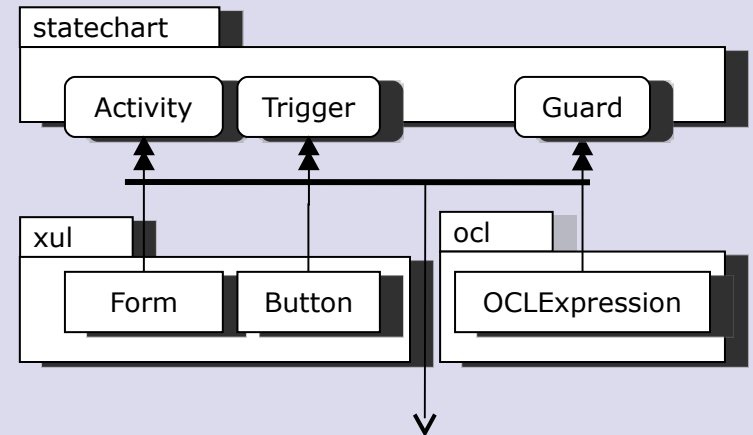 statechart
Activity Trigger Guard
xul ocl
Form Button OCLExpression